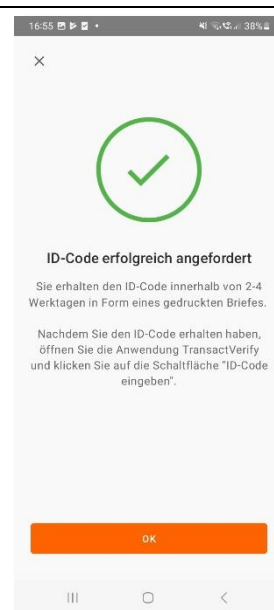 16:55
38%
ID-Code erfolgreich angefordert
Sie erhalten den ID-Code innerhalb von 2-4
Werktagen in Form eines gedruckten Briefes.
Nachdem Sie den ID-Code erhalten haben,
öffnen Sie die Anwendung TransactVerify
und klicken Sie auf die Schaltfläche "ID-Code
eingeben".
OK